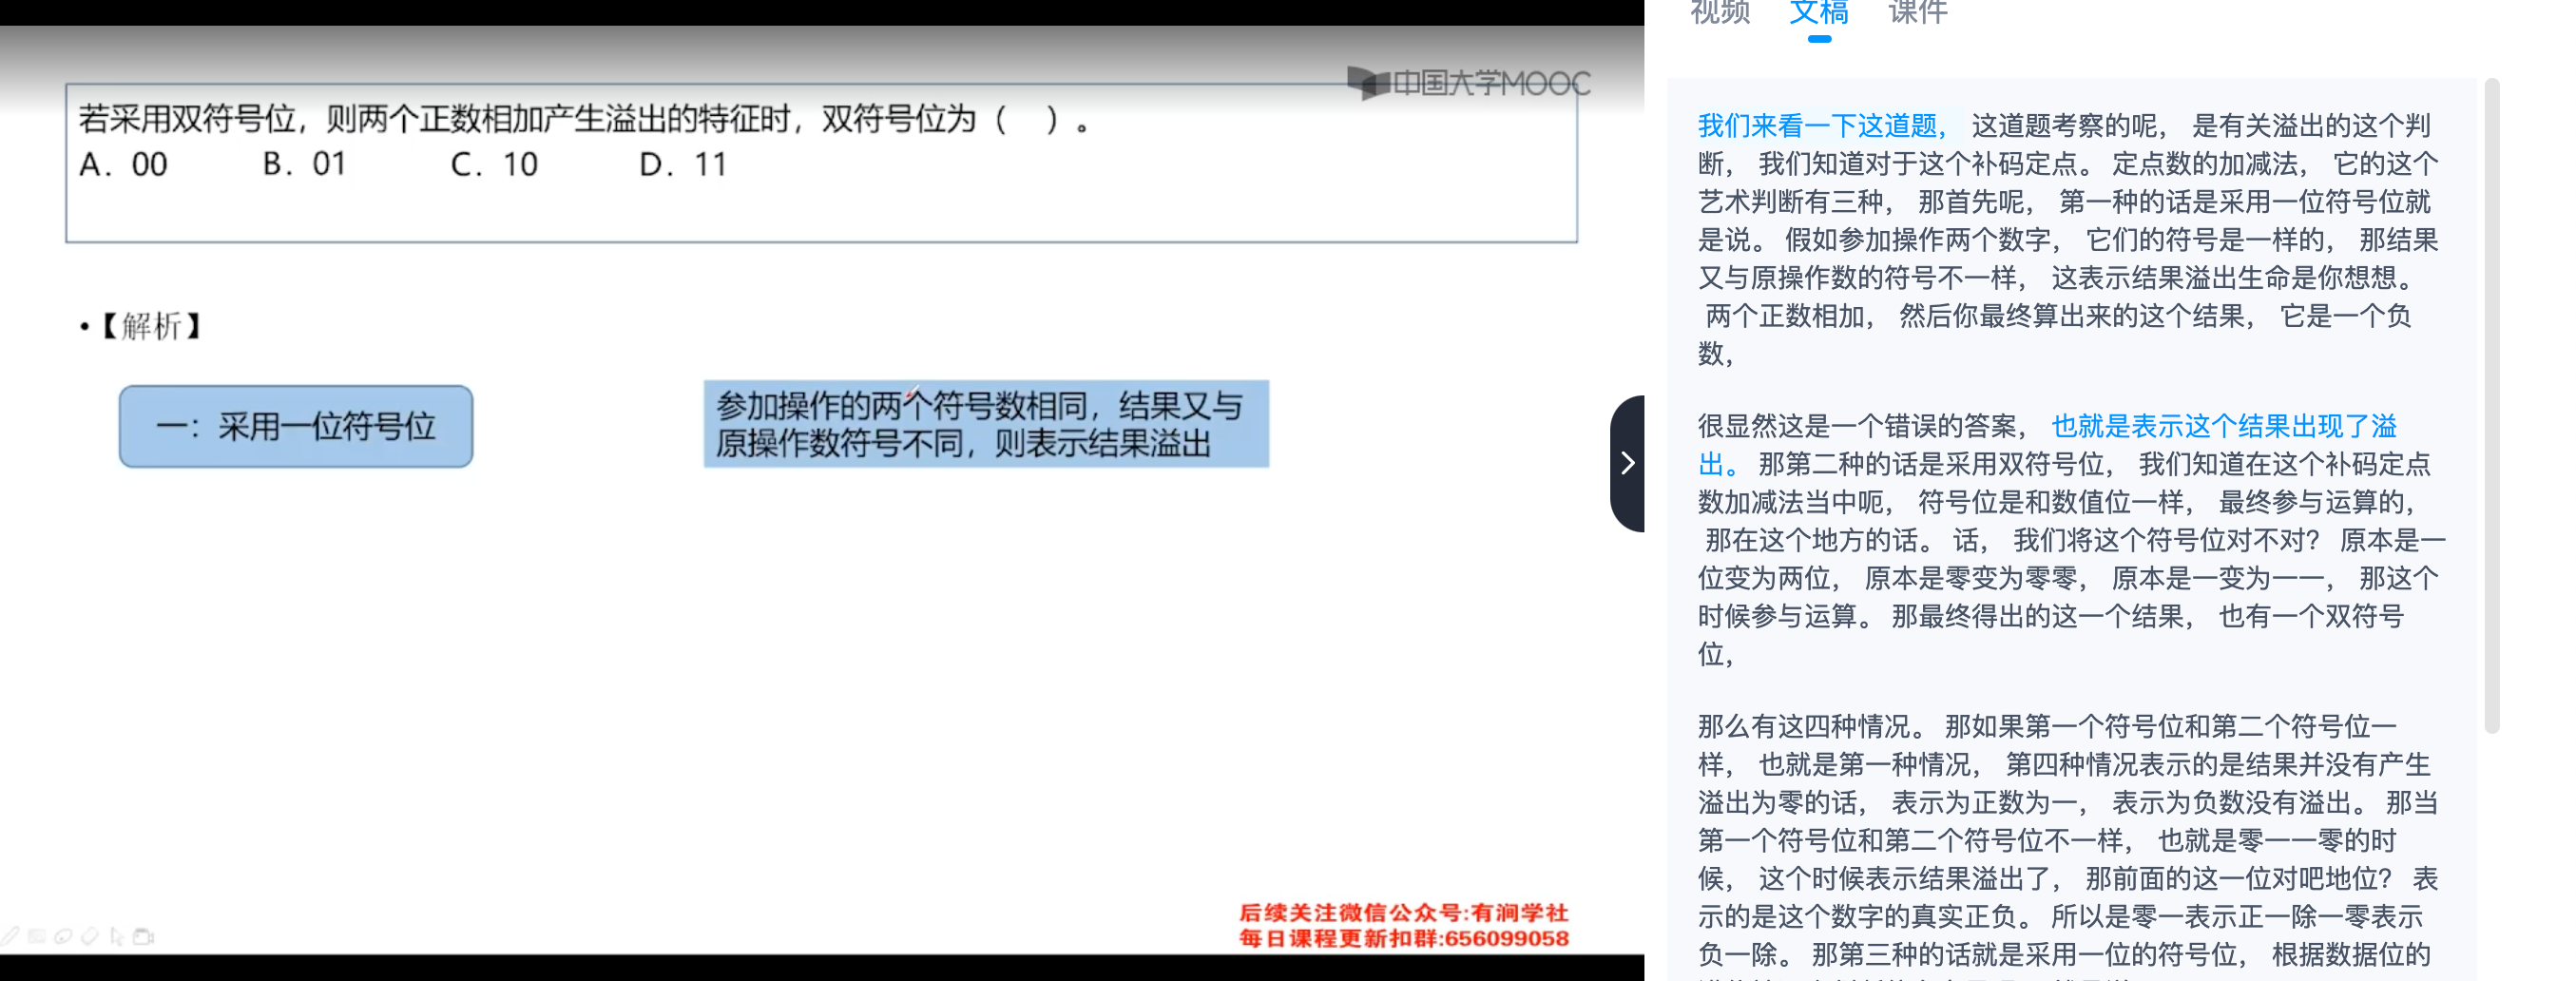 中国大学MOOC
若采用双符号位，则两个正数相加产生溢出的特征时，双符号位为（　）。
A．00　B．01　C．10　D．11
•【解析】
一：采用一位符号位
参加操作的两个符号数相同，结果又与
原操作数符号不同，则表示结果溢出
后续关注微信公众号:有涧学社
每日课程更新扣群:656099058
视频　文稿　课件
我们来看一下这道题，这道题考察的呢，是有关溢出的这个判
断，我们知道对于这个补码定点。定点数的加减法，它的这个
艺术判断有三种，那首先呢，第一种的话是采用一位符号位就
是说。假如参加操作两个数字，它们的符号是一样的，那结果
又与原操作数的符号不一样，这表示结果溢出生命是你想想。
两个正数相加，然后你最终算出来的这个结果，它是一个负
数，
很显然这是一个错误的答案，也就是表示这个结果出现了溢
出。那第二种的话是采用双符号位，我们知道在这个补码定点
数加减法当中呃，符号位是和数值位一样，最终参与运算的，
那在这个地方的话。话，我们将这个符号位对不对？原本是一
位变为两位，原本是零变为零零，原本是一变为一一，那这个
时候参与运算。那最终得出的这一个结果，也有一个双符号
位，
那么有这四种情况。那如果第一个符号位和第二个符号位一
样，也就是第一种情况，第四种情况表示的是结果并没有产生
溢出为零的话，表示为正数为一，表示为负数没有溢出。那当
第一个符号位和第二个符号位不一样，也就是零一一零的时
候，这个时候表示结果溢出了，那前面的这一位对吧地位？表
示的是这个数字的真实正负。所以是零一表示正一除一零表示
负一除。那第三种的话就是采用一位的符号位，根据数据位的